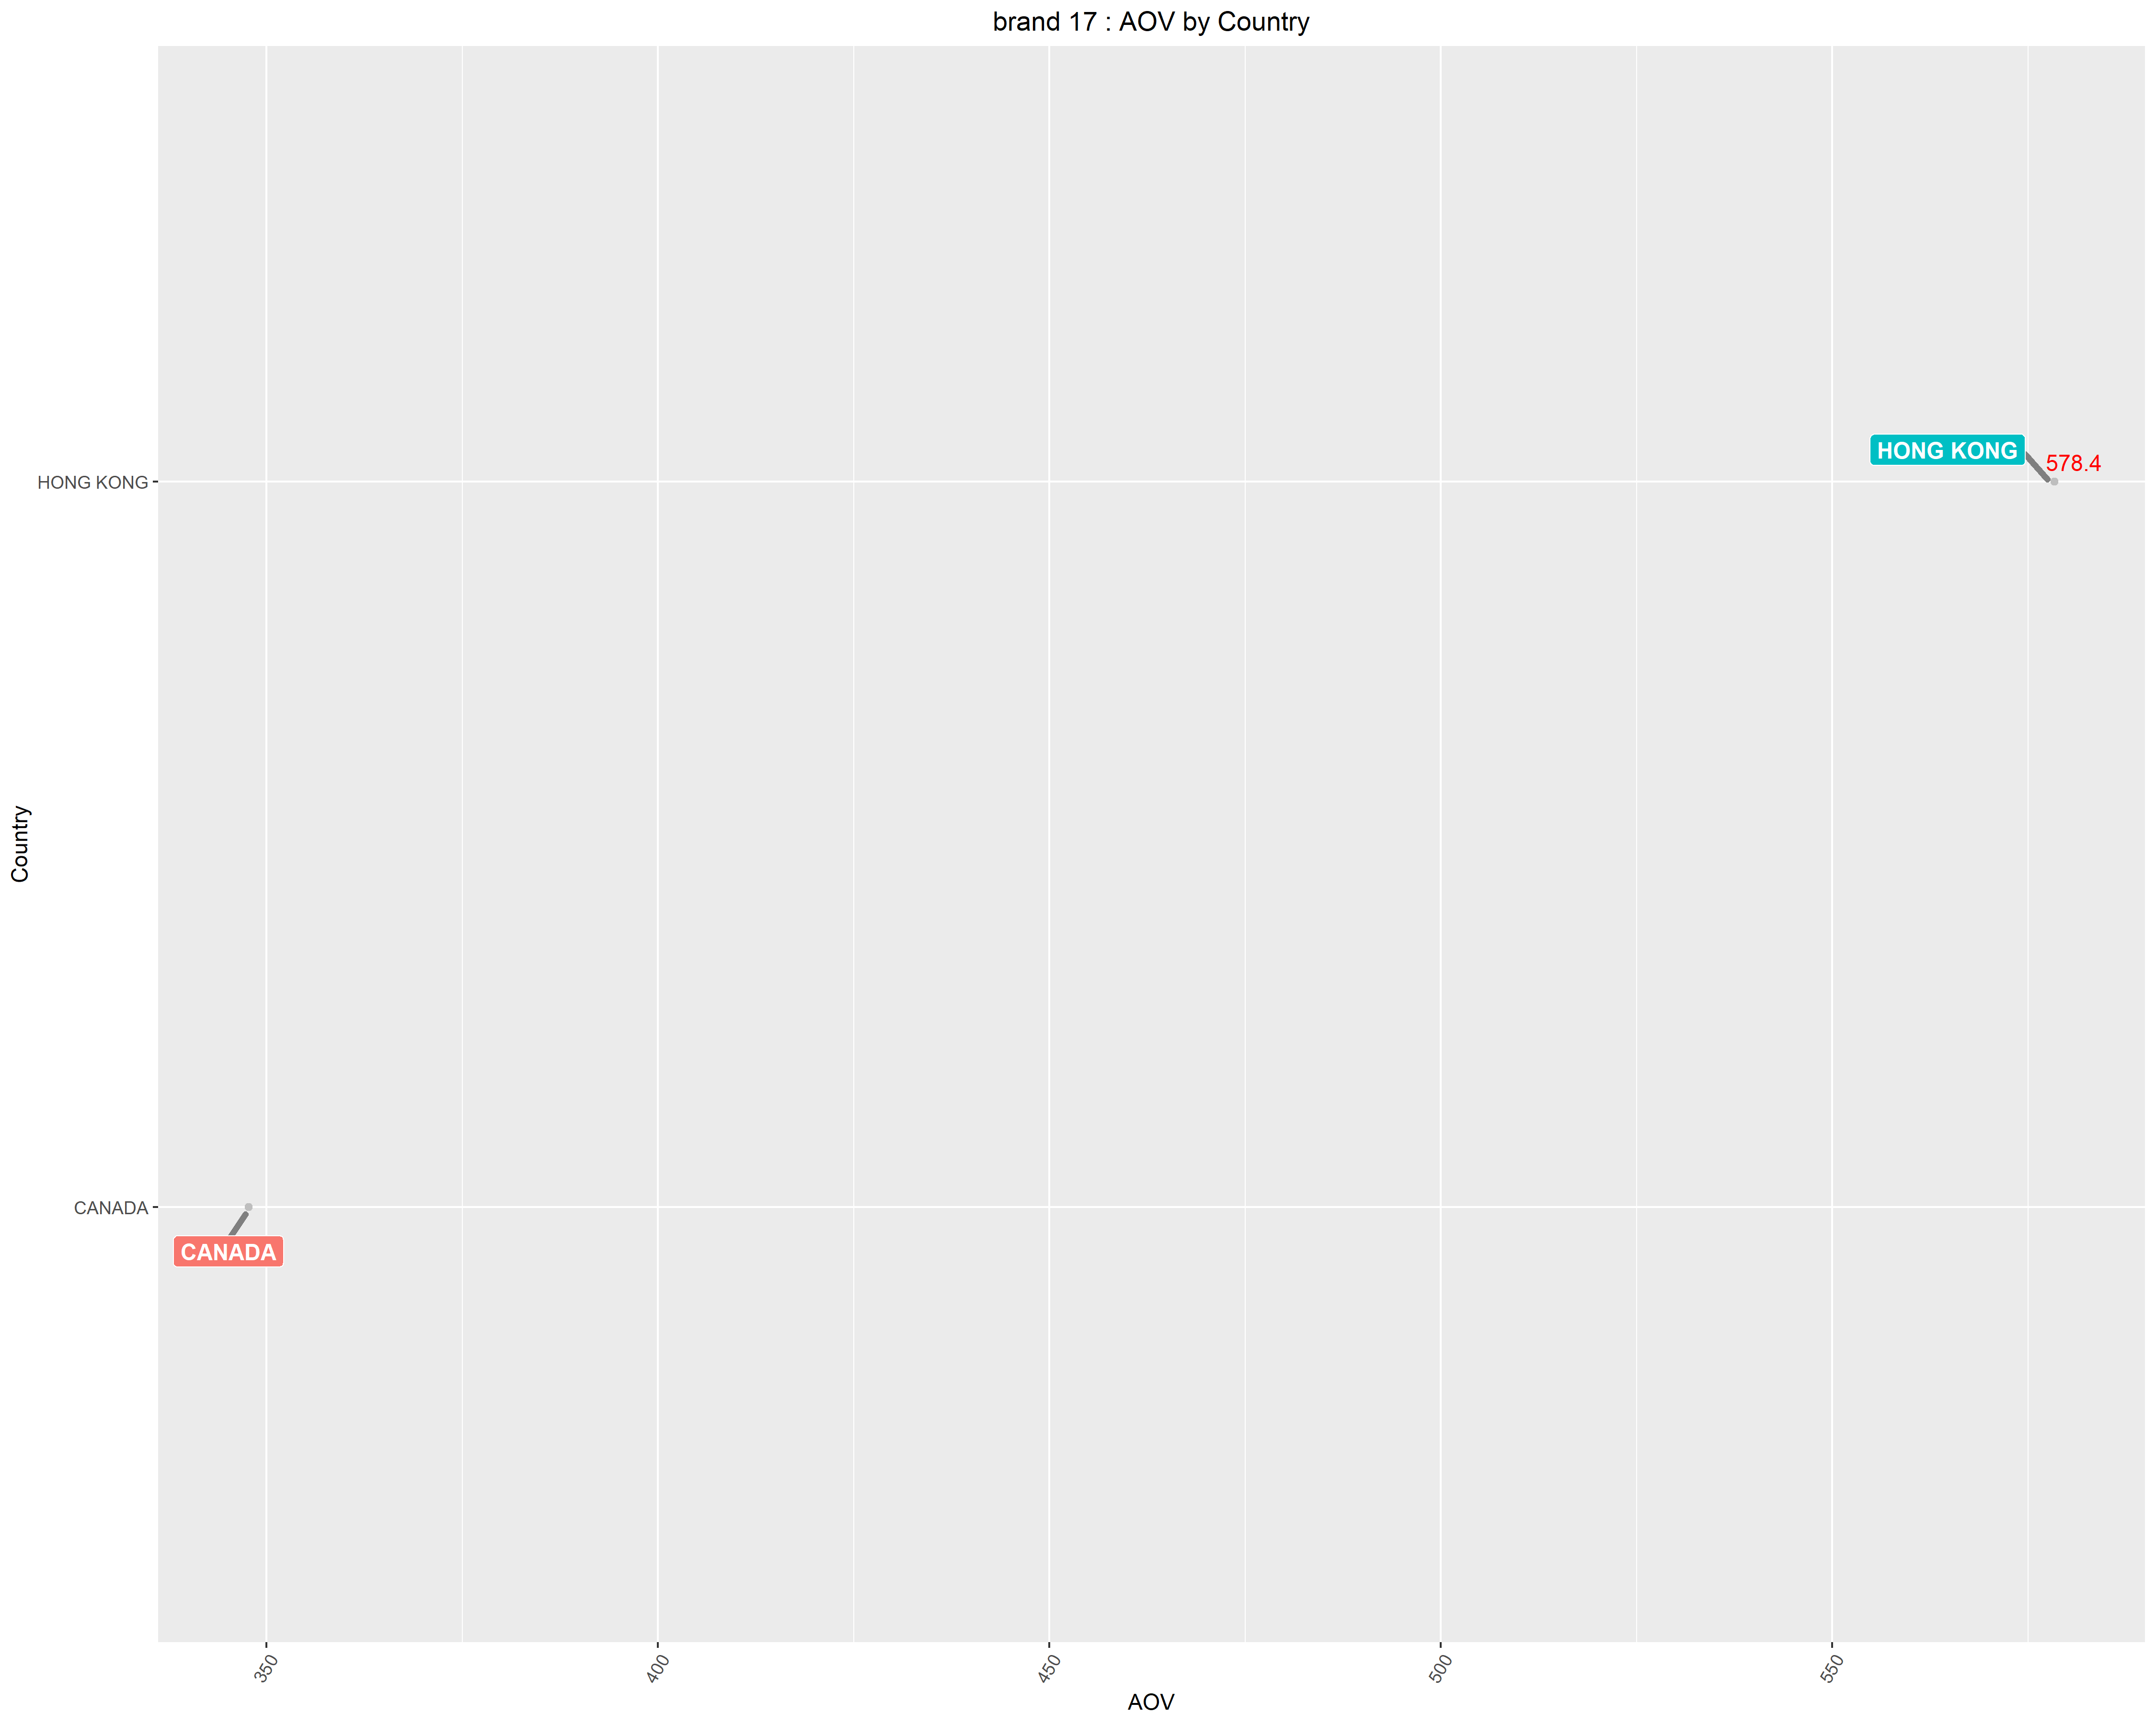 brand 17 : AOV by Country
HONG KONG
578.4
HONG KONG
Country
CANADA
CANADA
350
400
450
500
550
AOV